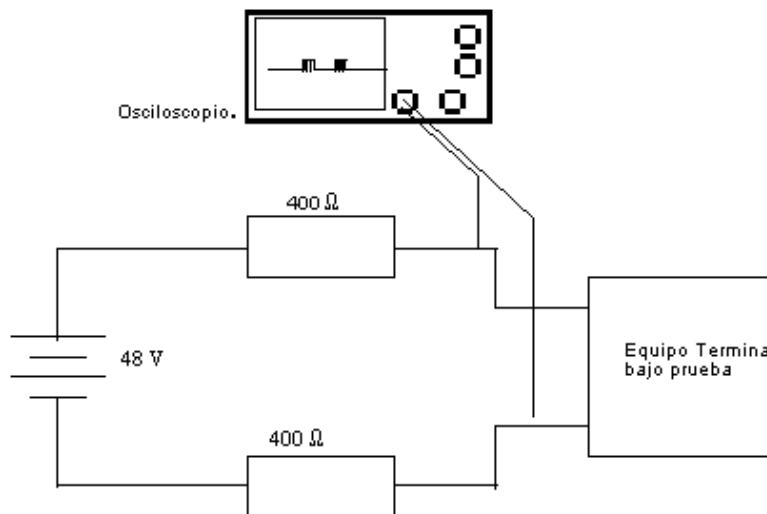 Osciloscopio.
400 Ω
48 V
Equipo Termina
bajo prueba
400 Ω